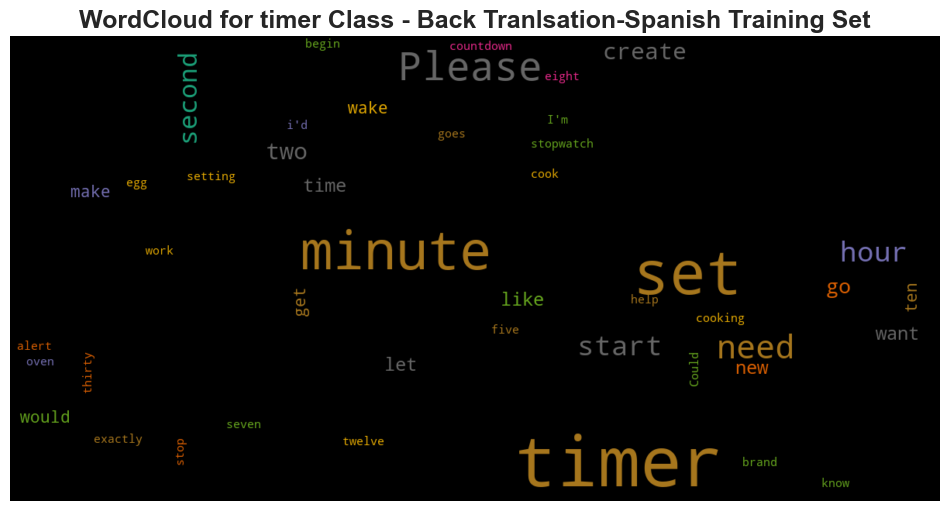 WordCloud for timer Class - Back Tranlsation-Spanish Training Set
begin
countdown
Please
create
second
eight
wake
i'd
goes
I'm
two
stopwatch
make
egg
setting
time
cook
work
minute
set
hour
get
like
help
go
ten
five
cooking
want
alert
oven
thirty
let
start
need
new
Could
would
exactly
stop
seven
twelve
timer
brand
know